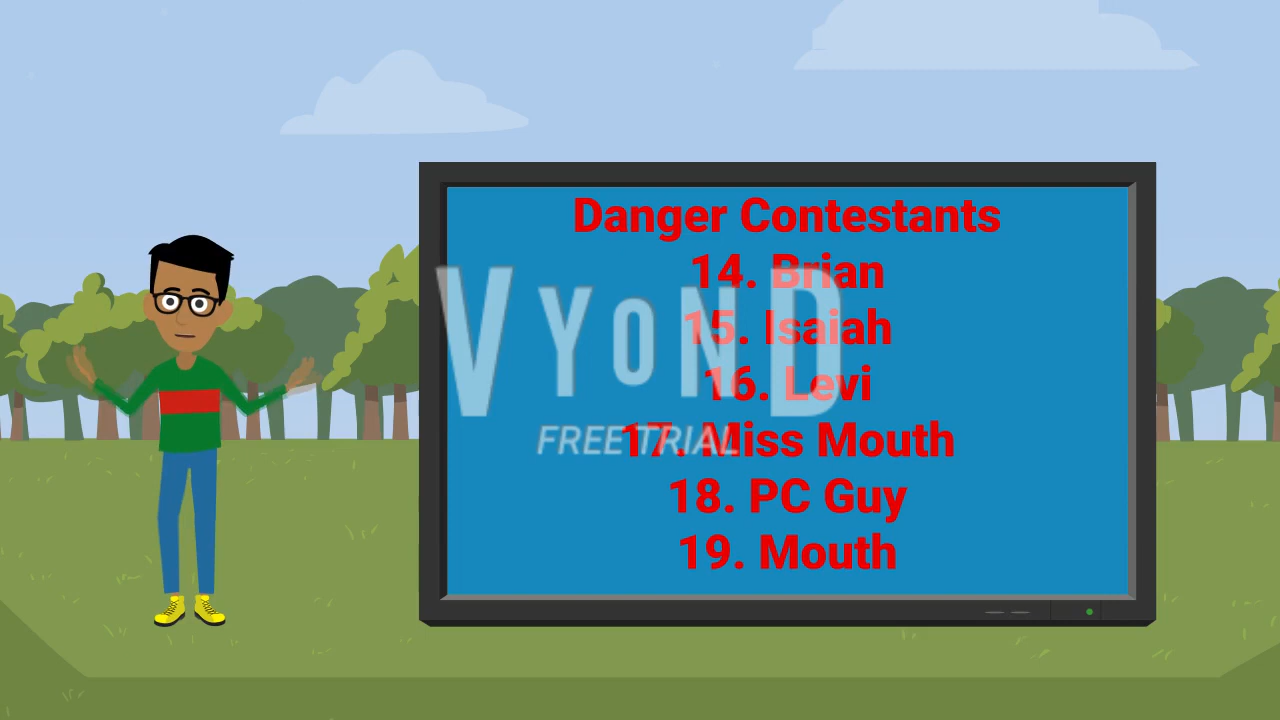 Danger Contestants
14. Brian
15. Isaiah
16. Levi
17. Miss Mouth
18. PC Guy
19. Mouth
VYOND
FREE TRIAL